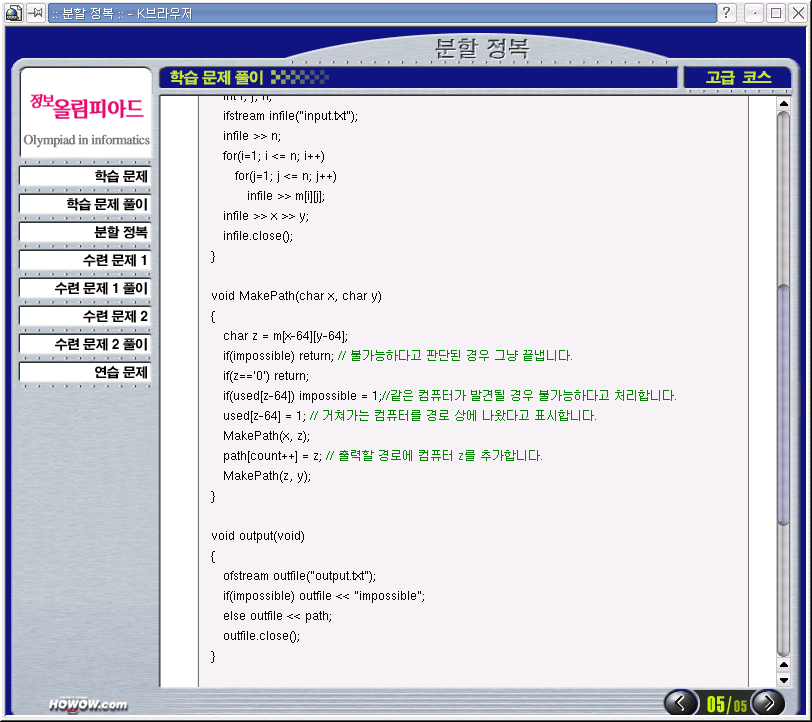 :: 분할 정복 :: - K브라우저
분할 정복
학습 문제 풀이
고급 코스
정보올림피아드
Olympiad in informatics
학습 문제
학습 문제 풀이
분할 정복
수련 문제 1
수련 문제 1 풀이
수련 문제 2
수련 문제 2 풀이
연습 문제
int i, j, n;
ifstream infile("input.txt");
infile >> n;
for(i=1; i <= n; i++)
for(j=1; j <= n; j++)
infile >> m[i][j];
infile >> x >> y;
infile.close();
}
void MakePath(char x, char y)
{
char z = m[x-64][y-64];
if(impossible) return; // 불가능하다고 판단된 경우 그냥 끝냅니다.
if(z=='0') return;
if(used[z-64]) impossible = 1;//같은 컴퓨터가 발견될 경우 불가능하다고 처리합니다.
used[z-64] = 1; // 거쳐가는 컴퓨터를 경로 상에 나왔다고 표시합니다.
MakePath(x, z);
path[count++] = z; // 출력할 경로에 컴퓨터 z를 추가합니다.
MakePath(z, y);
}
void output(void)
{
ofstream outfile("output.txt");
if(impossible) outfile << "impossible";
else outfile << path;
outfile.close();
}
HOWOW.com
05/05